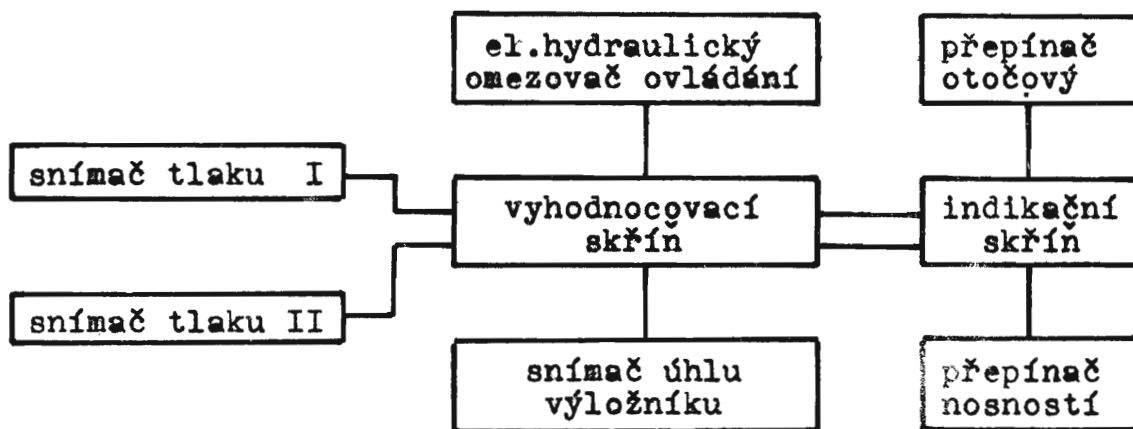 el.hydraulický
omezovač ovládání
přepínač
otočový
snímač tlaku I
vyhodnocovací
skříň
indikační
skříň
snímač tlaku II
snímač úhlu
výložníku
přepínač
nosností